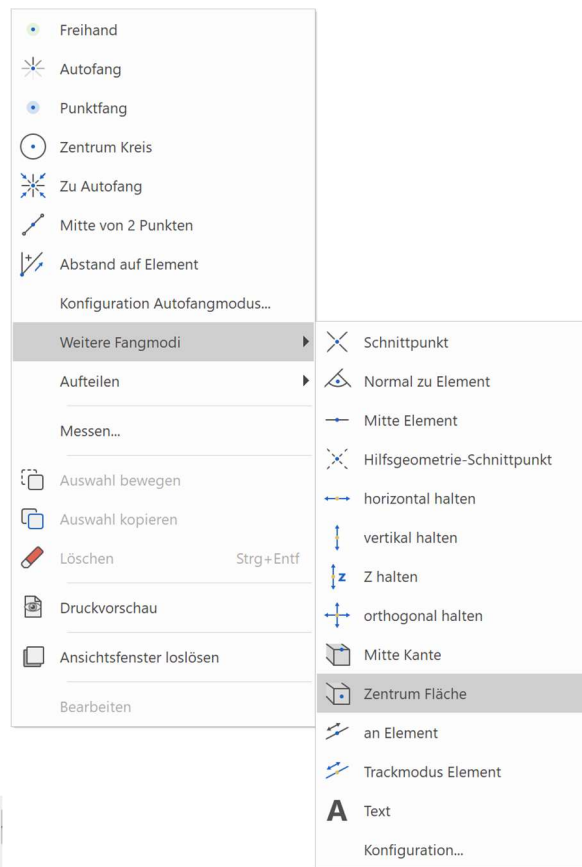 Freihand
Autofang
Punktfang
Zentrum Kreis
Zu Autofang
Mitte von 2 Punkten
Abstand auf Element
Konfiguration Autofangmodus...
Weitere Fangmodi
Aufteilen
Messen...
Auswahl bewegen
Auswahl kopieren
Löschen Strg+Entf
Druckvorschau
Ansichtsfenster loslösen
Bearbeiten
Schnittpunkt
Normal zu Element
Mitte Element
Hilfsgeometrie-Schnittpunkt
horizontal halten
vertikal halten
Z Z halten
orthogonal halten
Mitte Kante
Zentrum Fläche
an Element
Trackmodus Element
A Text
Konfiguration...